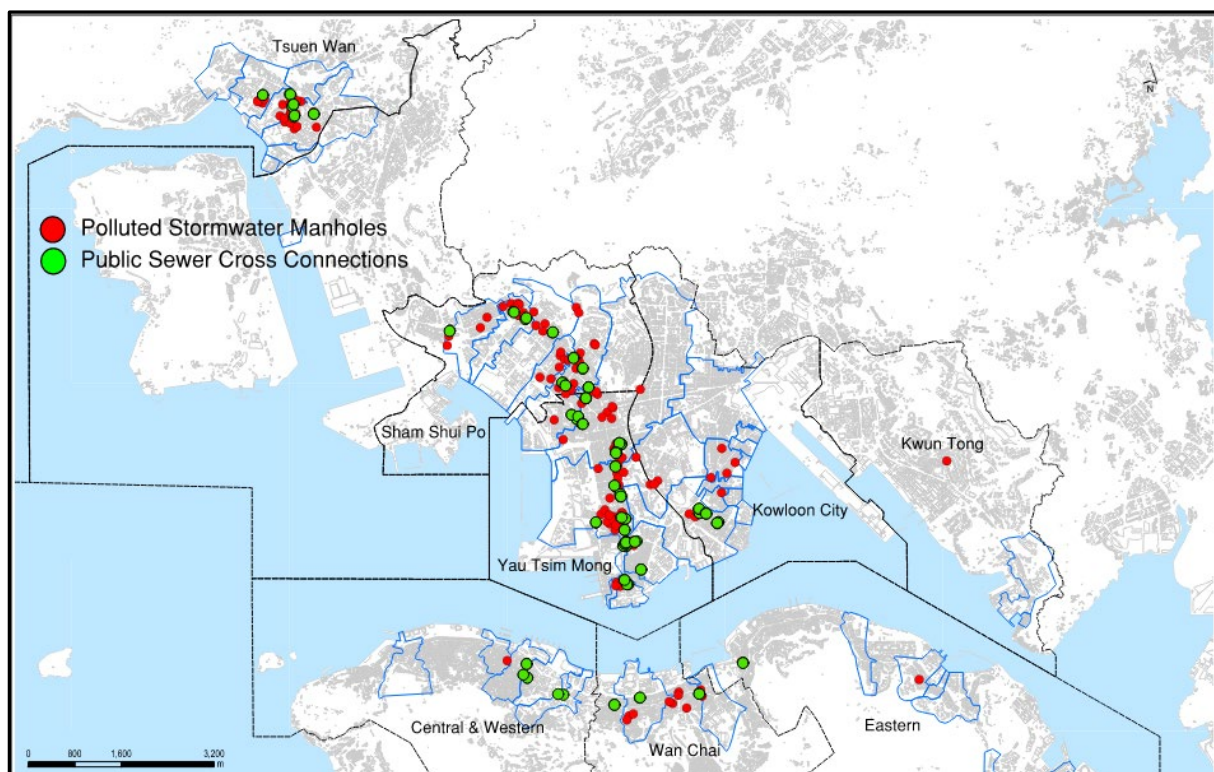 Tsuen Wan
N
Polluted Stormwater Manholes
Public Sewer Cross Connections
Sham Shui Po
Kwun Tong
Kowloon City
Yau Tsim Mong
Central & Western
Wan Chai
Eastern
0 800 1,600 3,200
m